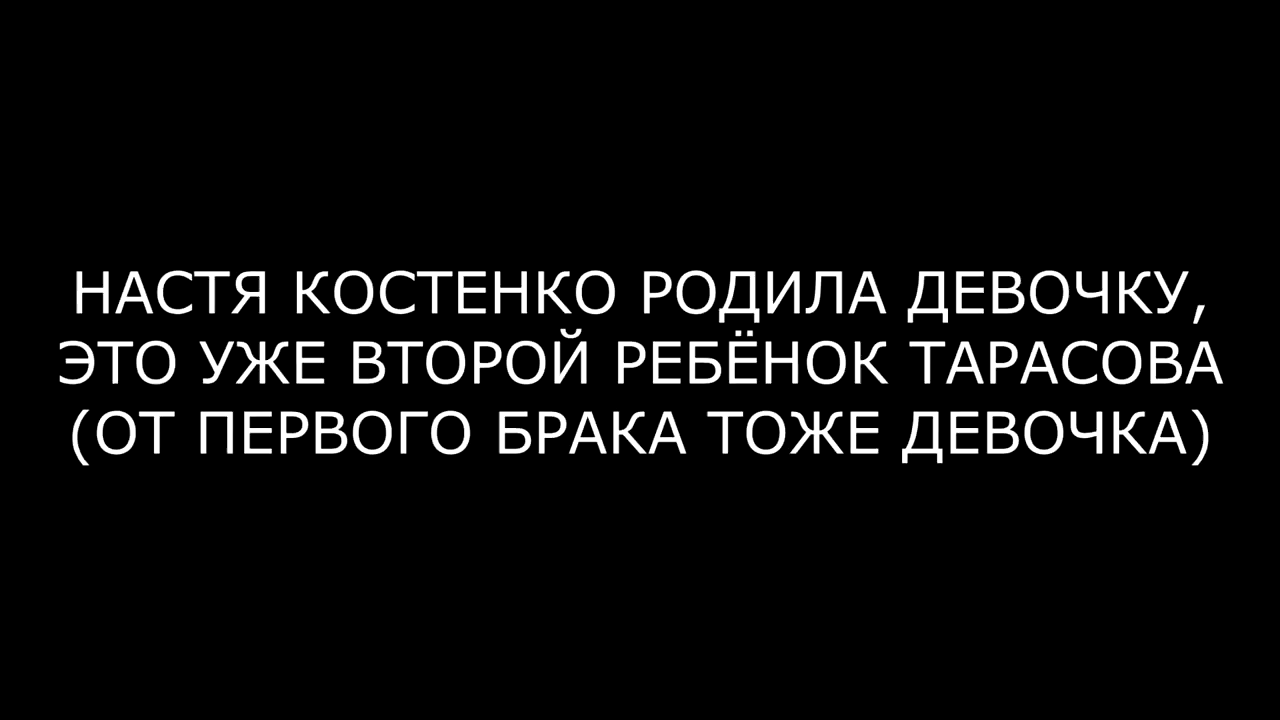 НАСТЯ КОСТЕНКО РОДИЛА ДЕВОЧКУ,
ЭТО УЖЕ ВТОРОЙ РЕБЁНОК ТАРАСОВА
(ОТ ПЕРВОГО БРАКА ТОЖЕ ДЕВОЧКА)